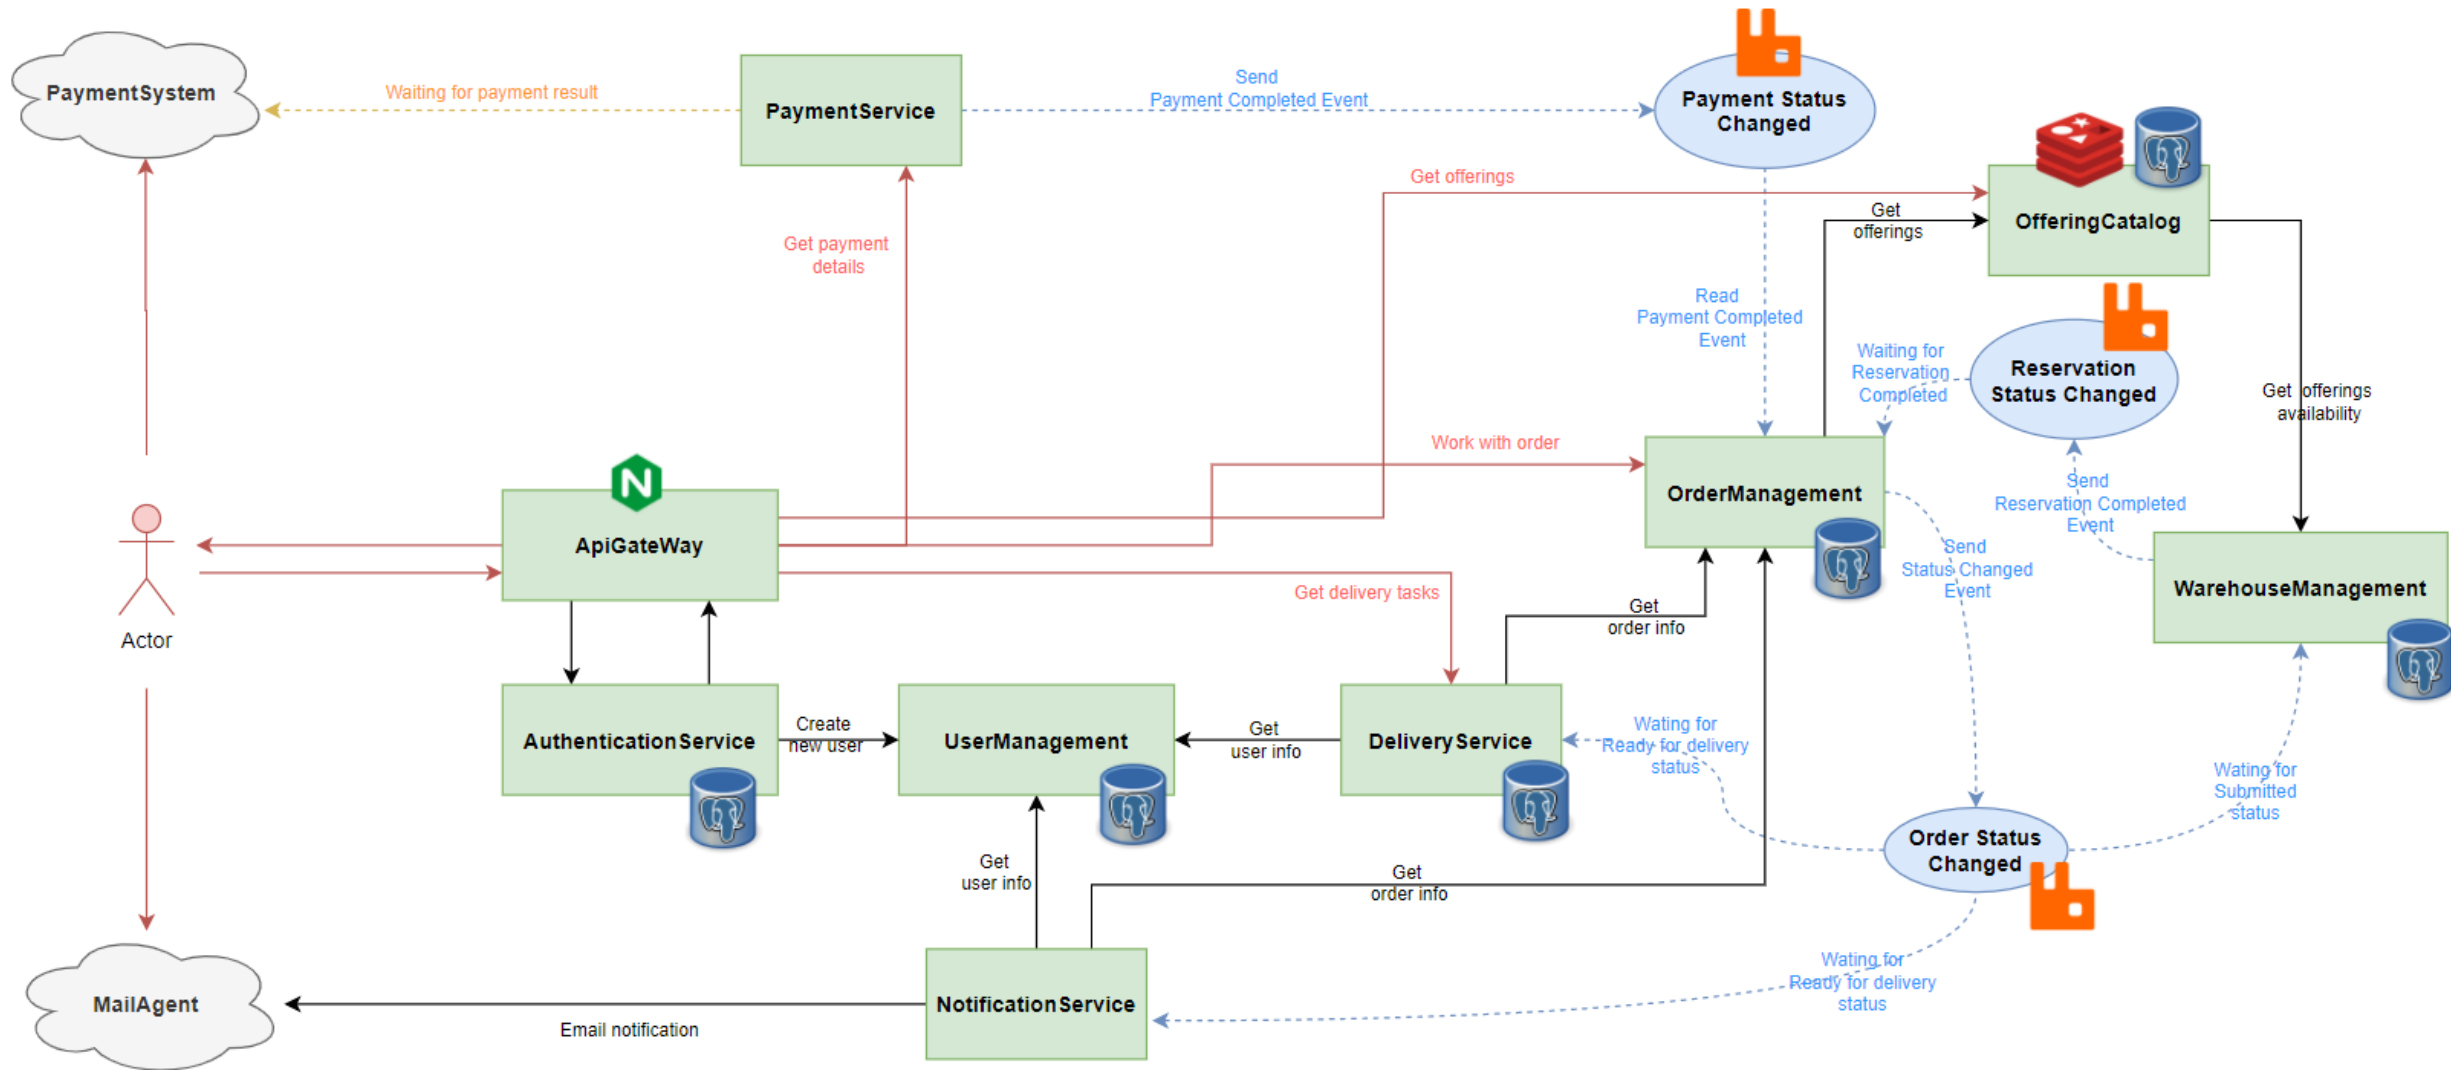 PaymentSystem
Waiting for payment result
PaymentService
Send
Payment Completed Event
Payment Status
Changed
Get offerings
Get
offerings
OfferingCatalog
Get payment
details
Read
Payment Completed
Event
Waiting for
Reservation
Completed
Reservation
Status Changed
Get offerings
availability
Work with order
OrderManagement
Send
Reservation Completed
Event
N
ApiGateWay
Send
Status Changed
Event
WarehouseManagement
Actor
Get delivery tasks
Get
order info
AuthenticationService
Create
new user
UserManagement
Get
user info
DeliveryService
Wating for
Ready for delivery
status
Wating for
Submitted
status
Order Status
Changed
Get
user info
Get
order info
Wating for
Ready for delivery
status
MailAgent
Email notification
NotificationService